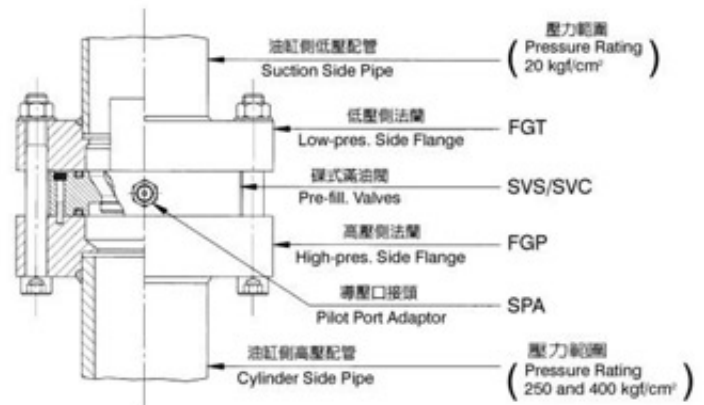 油缸側低壓配管
Suction Side Pipe
壓力範圍
( Pressure Rating
20 kgf/cm² )
低壓側法蘭
Low-pres. Side Flange
FGT
碟式滿油閥
Pre-fill. Valves
SVS/SVC
高壓側法蘭
High-pres. Side Flange
FGP
導壓口接頭
Pilot Port Adaptor
SPA
油缸側高壓配管
Cylinder Side Pipe
壓力範圍
( Pressure Rating
250 and 400 kgf/cm² )